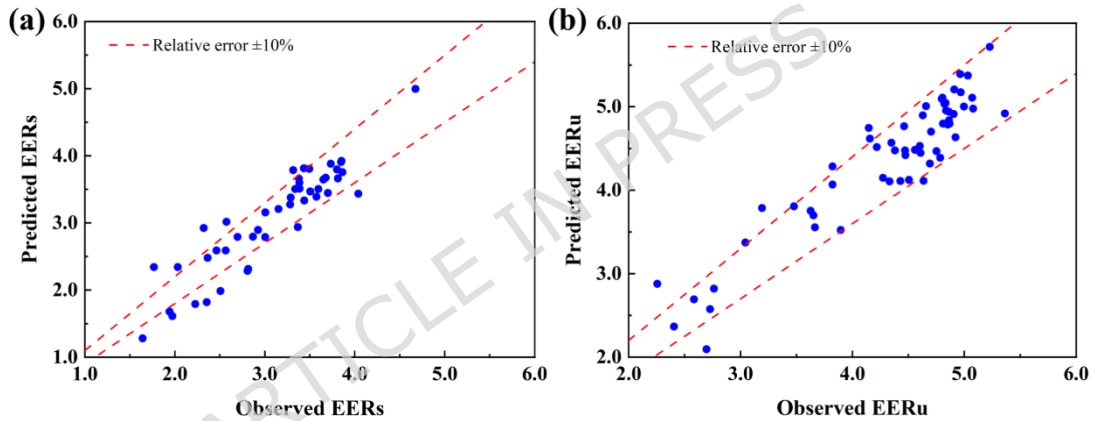 (a)
6.0
5.0
4.0
3.0
2.0
1.0
Predicted EERs
Relative error ±10%
1.0 2.0 3.0 4.0 5.0 6.0
Observed EERs
(b)
6.0
5.0
4.0
3.0
2.0
Predicted EERu
Relative error ±10%
2.0 3.0 4.0 5.0 6.0
Observed EERu
ARTICLE IN PRESS